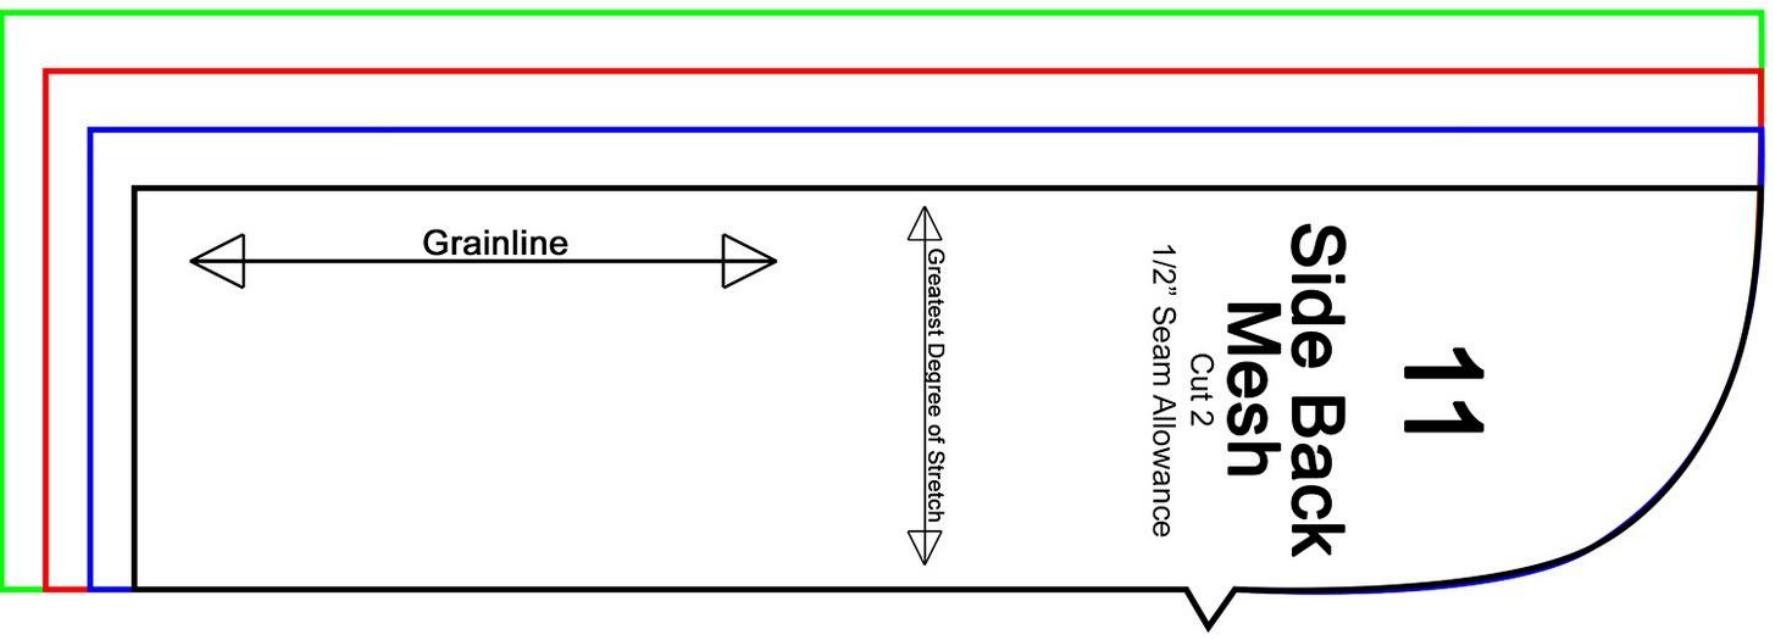 Grainline
Greatest Degree of Stretch
11
Side Back
Mesh
Cut 2
1/2” Seam Allowance